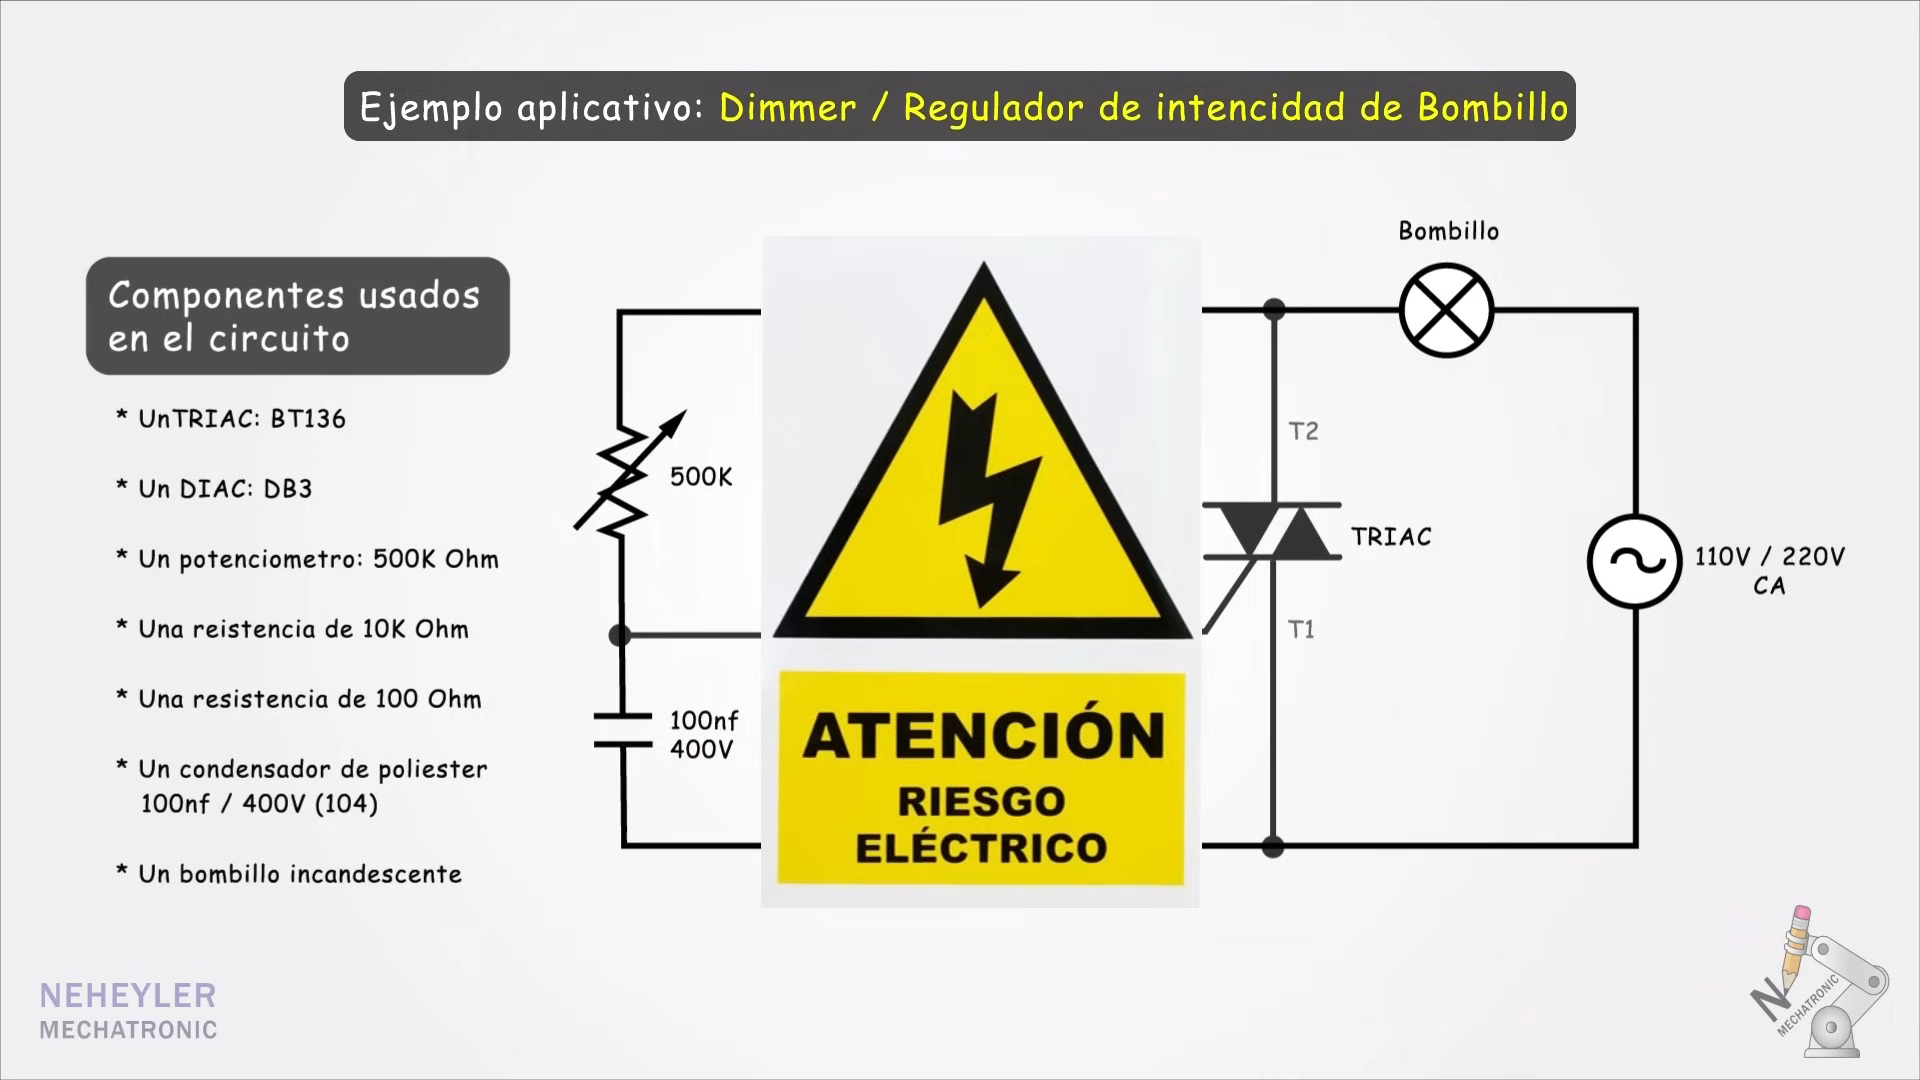 Ejemplo aplicativo: Dimmer / Regulador de intencidad de Bombillo
Componentes usados
en el circuito
* UnTRIAC: BT136
* Un DIAC: DB3
* Un potenciometro: 500K Ohm
* Una reistencia de 10K Ohm
* Una resistencia de 100 Ohm
* Un condensador de poliester
100nf / 400V (104)
* Un bombillo incandescente
500K
100nf
400V
ATENCIÓN
RIESGO
ELÉCTRICO
Bombillo
T2
TRIAC
T1
110V / 220V
CA
NEHEYLER
MECHATRONIC
N
MECHATRONIC